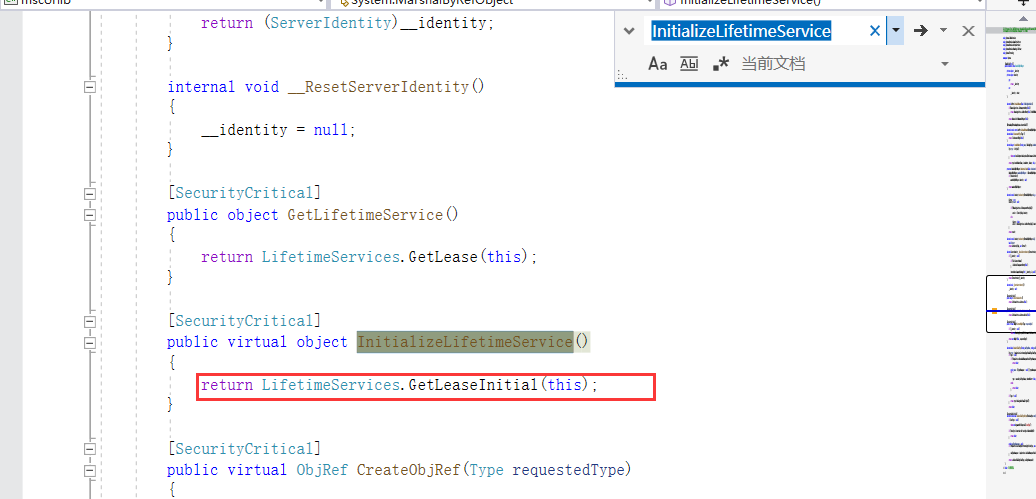 mscorlib
System.MarshalByRefObject
InitializeLifetimeService()
InitializeLifetimeService
Aa Abl .* 当前文档
return (ServerIdentity)__identity;
}
internal void __ResetServerIdentity()
{
__identity = null;
}
[SecurityCritical]
public object GetLifetimeService()
{
return LifetimeServices.GetLease(this);
}
[SecurityCritical]
public virtual object InitializeLifetimeService()
{
return LifetimeServices.GetLeaseInitial(this);
}
[SecurityCritical]
public virtual ObjRef CreateObjRef(Type requestedType)
{